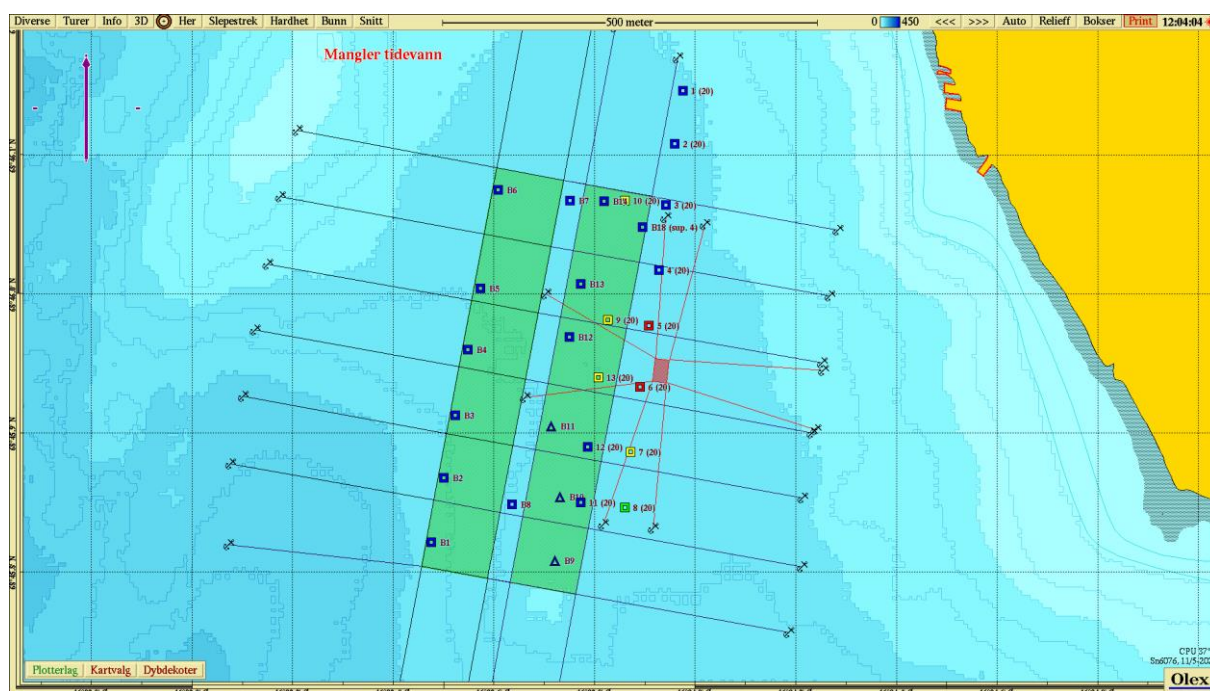 Diverse Turer Info 3D Her Slepestrek Hardhet Bunn Snitt 500 meter 0 450 <<< >>> Auto Relieff Bokser Print 12:04:04
Mangler tidevann
1 (20)
2 (20)
B6
B7
10 (20)
3 (20)
B18 (sup. 4)
4 (20)
B13
B5
9 (20)
5 (20)
B12
B4
13 (20)
6 (20)
B3
B11
12 (20)
7 (20)
B2
B8
11 (20)
8 (20)
B1
B9
CPU 37°
Plotterlag Kartvalg Dybdekoter
Olex